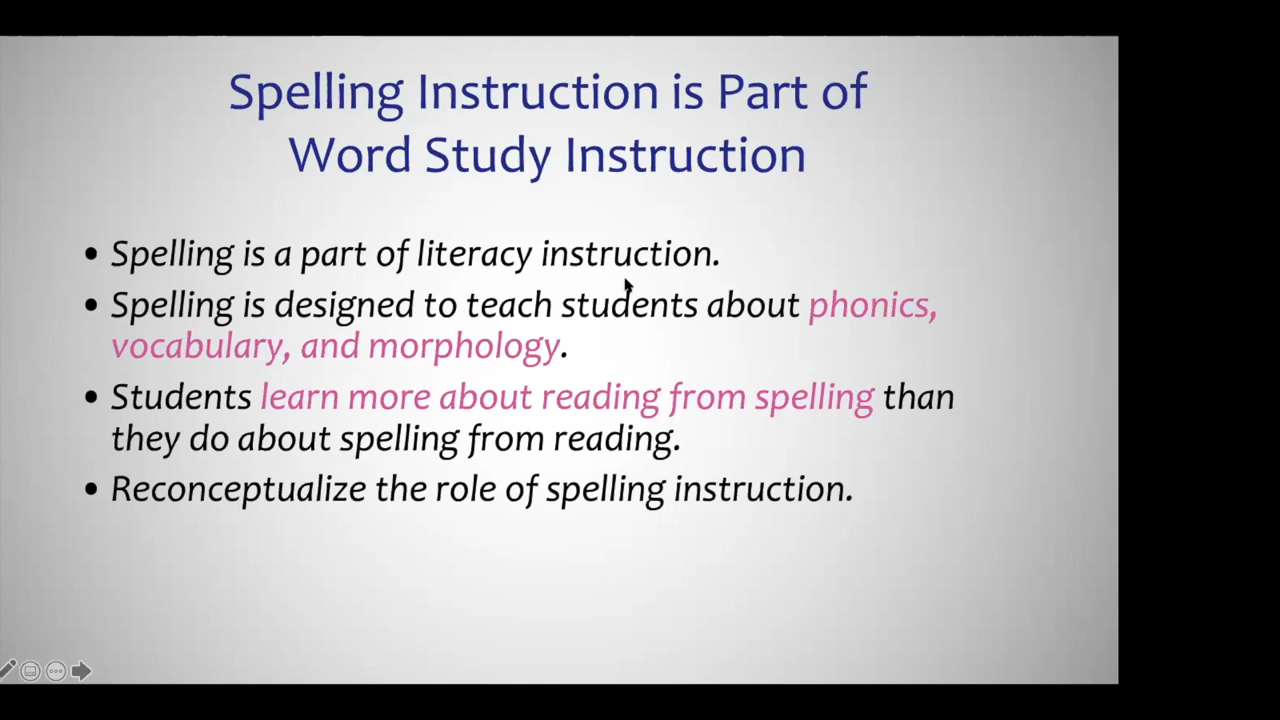 Spelling Instruction is Part of
Word Study Instruction
• Spelling is a part of literacy instruction.
• Spelling is designed to teach students about phonics,
vocabulary, and morphology.
• Students learn more about reading from spelling than
they do about spelling from reading.
• Reconceptualize the role of spelling instruction.